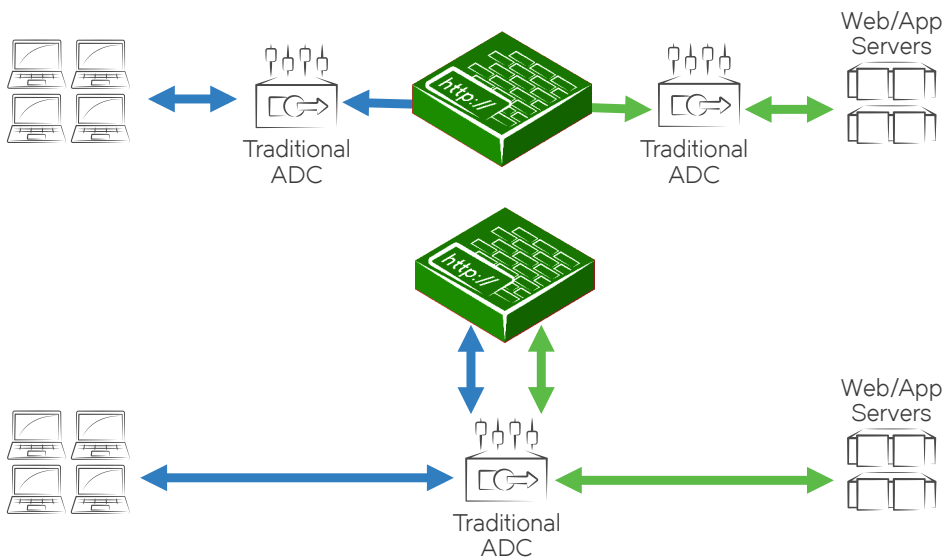 Web/App
Servers
http://
Traditional
ADC
Traditional
ADC
http://
Web/App
Servers
Traditional
ADC